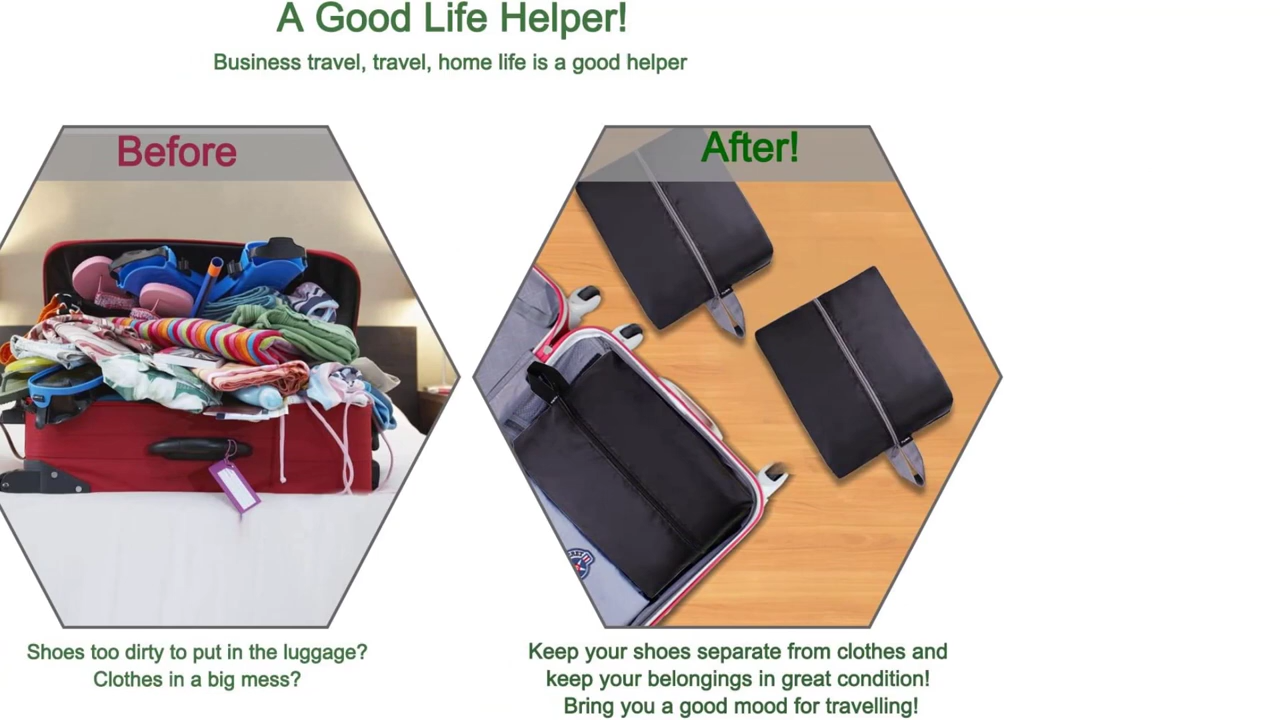 A Good Life Helper!
Business travel, travel, home life is a good helper
Before
After!
Shoes too dirty to put in the luggage?
Clothes in a big mess?
Keep your shoes separate from clothes and
keep your belongings in great condition!
Bring you a good mood for travelling!